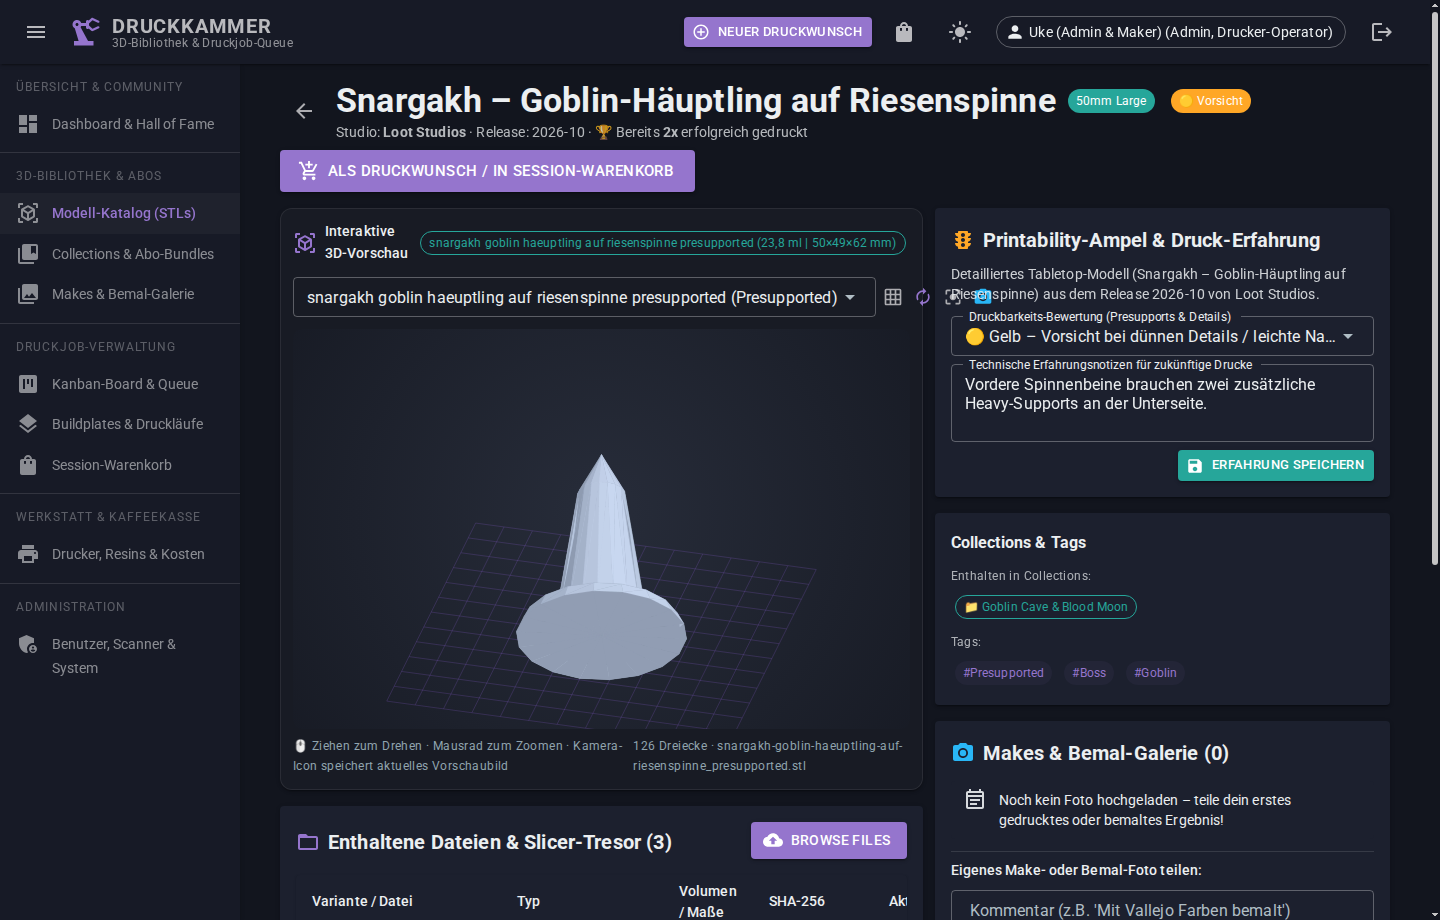 DRUCKKAMMER
3D-Bibliothek & Druckjob-Queue
NEUER DRUCKWUNSCH
Uke (Admin & Maker) (Admin, Drucker-Operator)
ÜBERSICHT & COMMUNITY
Dashboard & Hall of Fame
3D-BIBLIOTHEK & ABOS
Modell-Katalog (STLs)
Collections & Abo-Bundles
Makes & Bemal-Galerie
DRUCKJOB-VERWALTUNG
Kanban-Board & Queue
Buildplates & Druckläufe
Session-Warenkorb
WERKSTATT & KAFFEEKASSE
Drucker, Resins & Kosten
ADMINISTRATION
Benutzer, Scanner &
System
Snargakh – Goblin-Häuptling auf Riesenspinne
50mm Large
🟡 Vorsicht
Studio: Loot Studios · Release: 2026-10 · 🏆 Bereits 2x erfolgreich gedruckt
ALS DRUCKWUNSCH / IN SESSION-WARENKORB
Interaktive
3D-Vorschau
snargakh goblin haeuptling auf riesenspinne presupported (23,8 ml | 50×49×62 mm)
snargakh goblin haeuptling auf riesenspinne presupported (Presupported)
🖱️ Ziehen zum Drehen · Mausrad zum Zoomen · Kamera-
Icon speichert aktuelles Vorschaubild
126 Dreiecke · snargakh-goblin-haeuptling-auf-
riesenspinne_presupported.stl
Enthaltene Dateien & Slicer-Tresor (3)
BROWSE FILES
Variante / Datei
Typ
Volumen
/ Maße
SHA-256
Akt
Printability-Ampel & Druck-Erfahrung
Detailliertes Tabletop-Modell (Snargakh – Goblin-Häuptling auf
Riesenspinne) aus dem Release 2026-10 von Loot Studios.
Druckbarkeits-Bewertung (Presupports & Details)
🟡 Gelb – Vorsicht bei dünnen Details / leichte Na…
Technische Erfahrungsnotizen für zukünftige Drucke
Vordere Spinnenbeine brauchen zwei zusätzliche
Heavy-Supports an der Unterseite.
ERFAHRUNG SPEICHERN
Collections & Tags
Enthalten in Collections:
📁 Goblin Cave & Blood Moon
Tags:
#Presupported
#Boss
#Goblin
Makes & Bemal-Galerie (0)
Noch kein Foto hochgeladen – teile dein erstes
gedrucktes oder bemaltes Ergebnis!
Eigenes Make- oder Bemal-Foto teilen:
Kommentar (z.B. 'Mit Vallejo Farben bemalt')